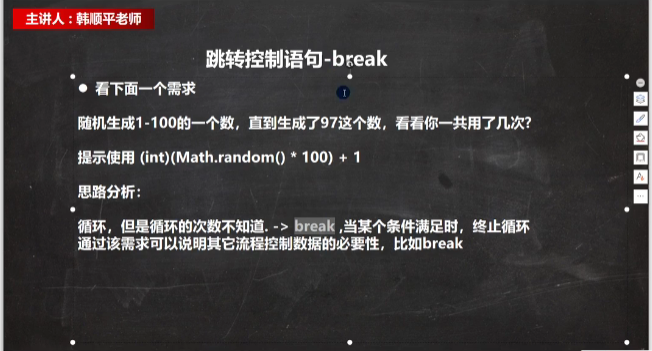 主讲人：韩顺平老师
跳转控制语句-break
● 看下面一个需求
随机生成1-100的一个数，直到生成了97这个数，看看你一共用了几次?
提示使用 (int)(Math.random() * 100) + 1
思路分析：
循环，但是循环的次数不知道. -> break ,当某个条件满足时，终止循环
通过该需求可以说明其它流程控制数据的必要性，比如break